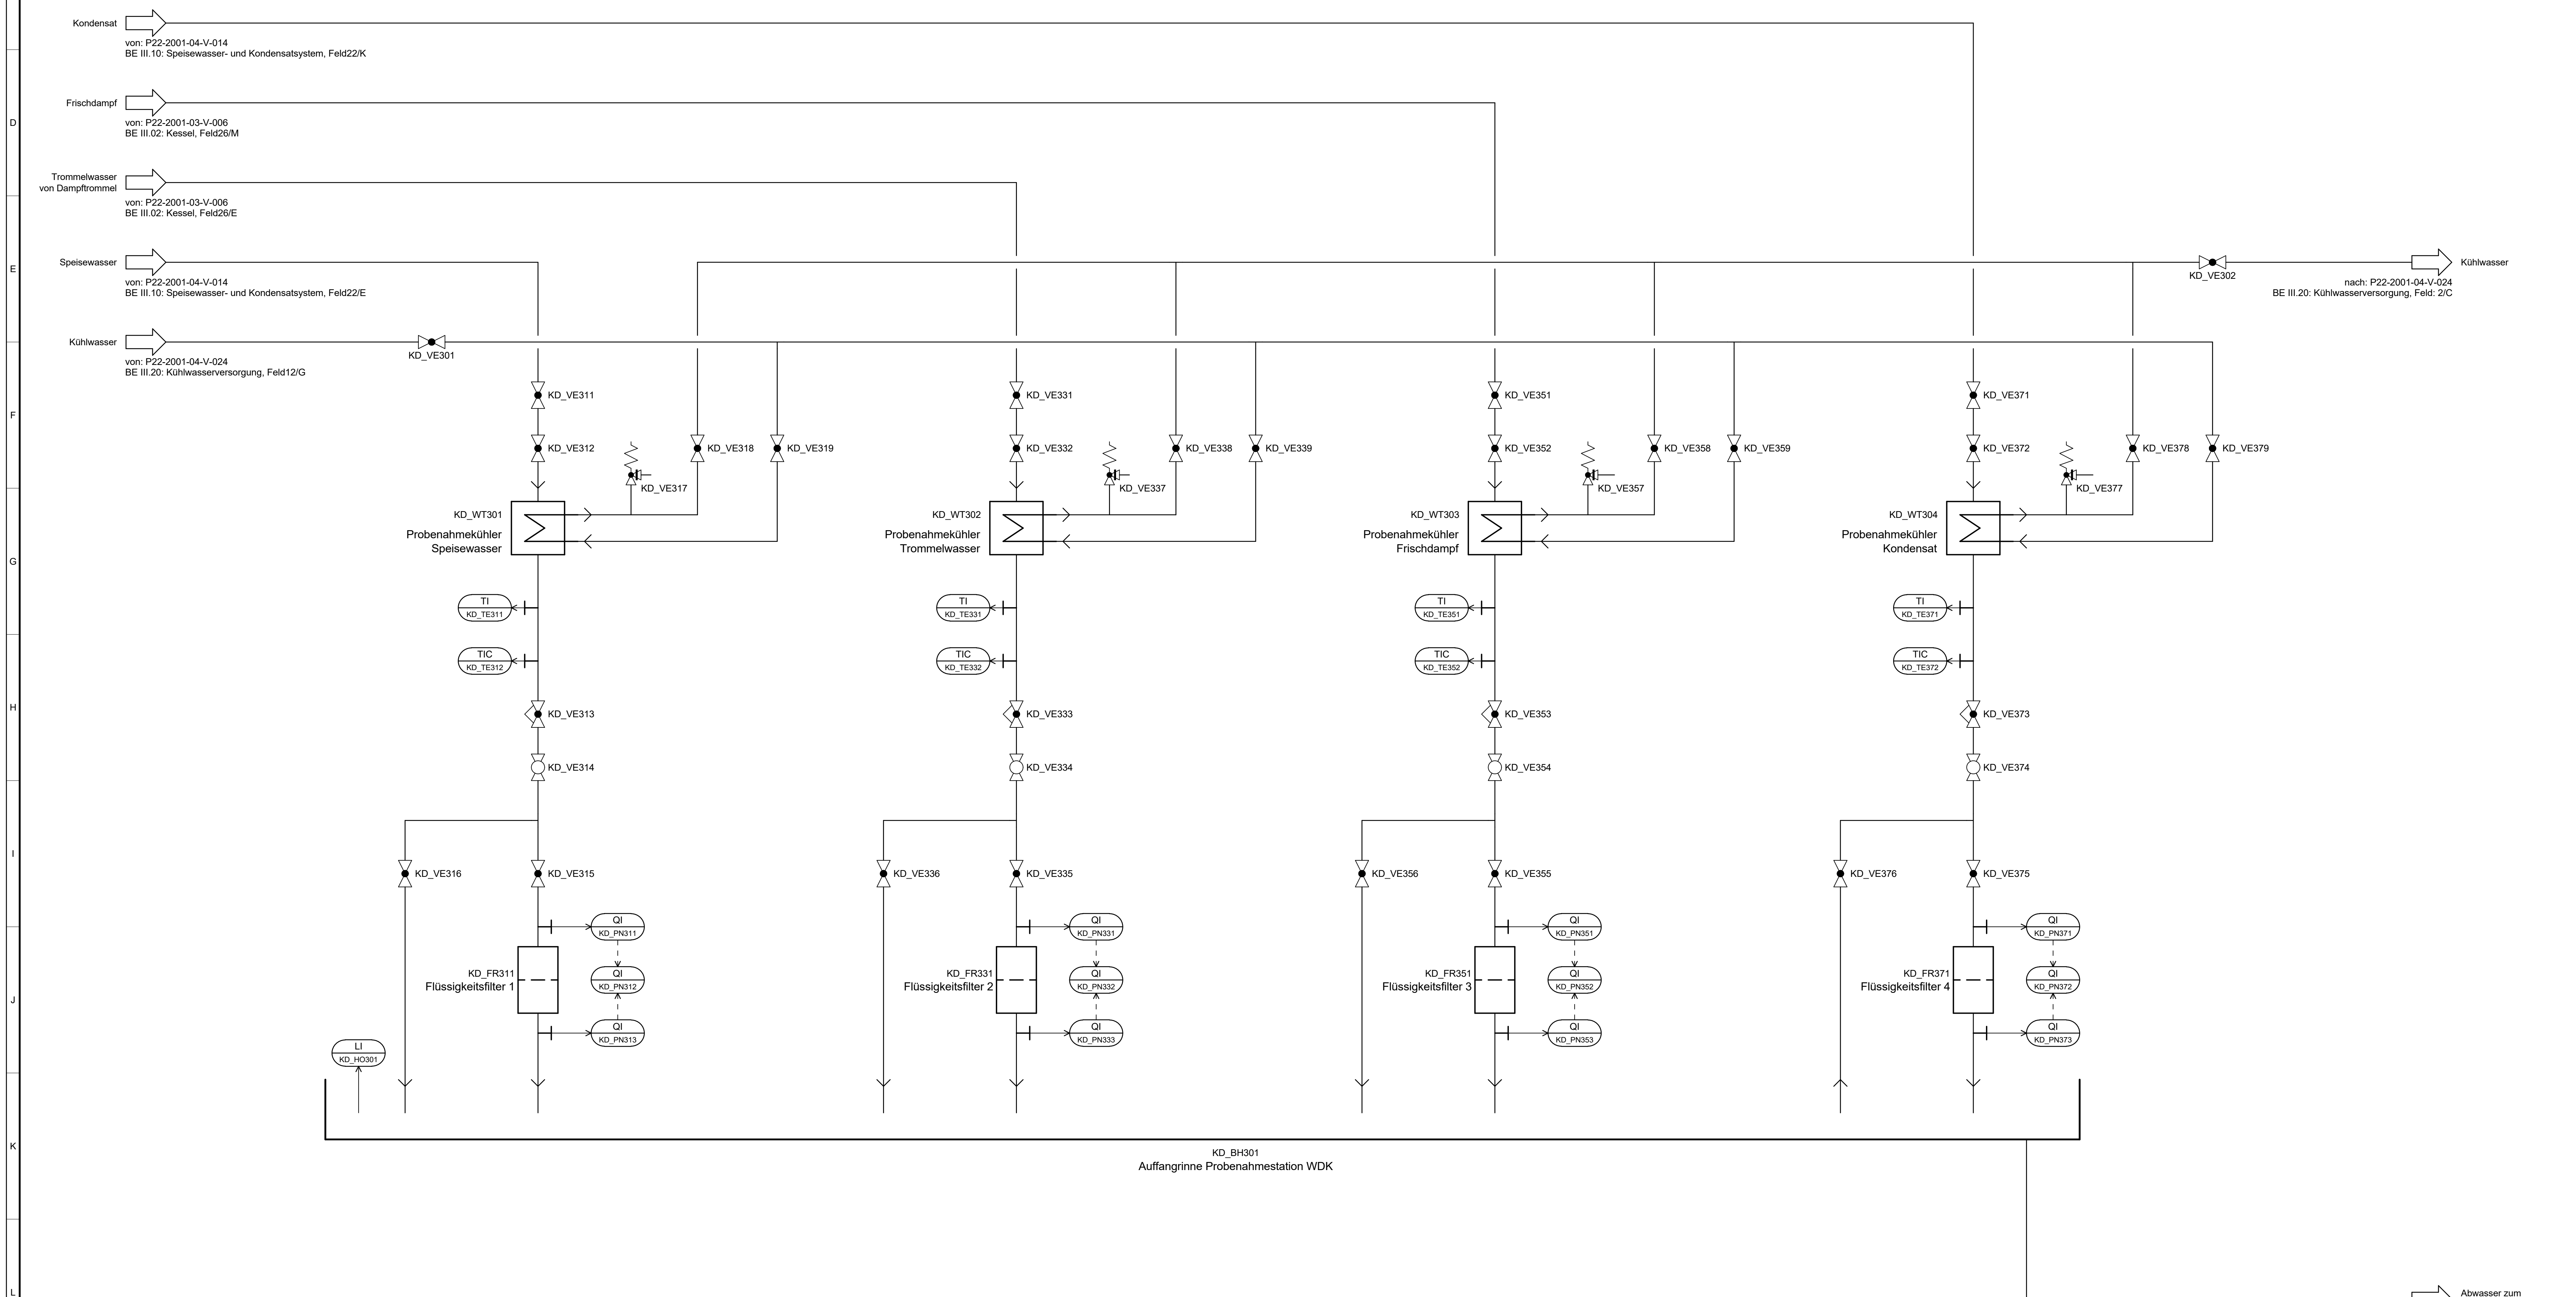 Kondensat
von: P22-2001-04-V-014
BE III.10: Speisewasser- und Kondensatsystem, Feld22/K
Frischdampf
von: P22-2001-03-V-006
BE III.02: Kessel, Feld26/M
D
Trommelwasser
von Dampftrommel
von: P22-2001-03-V-006
BE III.02: Kessel, Feld26/E
Speisewasser
von: P22-2001-04-V-014
BE III.10: Speisewasser- und Kondensatsystem, Feld22/E
E
KD_VE302
Kühlwasser
nach: P22-2001-04-V-024
BE III.20: Kühlwasserversorgung, Feld: 2/C
Kühlwasser
von: P22-2001-04-V-024
BE III.20: Kühlwasserversorgung, Feld12/G
KD_VE301
F
KD_VE311
KD_VE331
KD_VE351
KD_VE371
KD_VE312
KD_VE318
KD_VE319
KD_VE332
KD_VE338
KD_VE339
KD_VE352
KD_VE358
KD_VE359
KD_VE372
KD_VE378
KD_VE379
KD_VE317
KD_VE337
KD_VE357
KD_VE377
KD_WT301
Probenahmekühler
Speisewasser
KD_WT302
Probenahmekühler
Trommelwasser
KD_WT303
Probenahmekühler
Frischdampf
KD_WT304
Probenahmekühler
Kondensat
G
TI
KD_TE311
TI
KD_TE331
TI
KD_TE351
TI
KD_TE371
TIC
KD_TE312
TIC
KD_TE332
TIC
KD_TE352
TIC
KD_TE372
H
KD_VE313
KD_VE333
KD_VE353
KD_VE373
KD_VE314
KD_VE334
KD_VE354
KD_VE374
I
KD_VE316
KD_VE315
KD_VE336
KD_VE335
KD_VE356
KD_VE355
KD_VE376
KD_VE375
QI
KD_PN311
QI
KD_PN331
QI
KD_PN351
QI
KD_PN371
KD_FR311
Flüssigkeitsfilter 1
QI
KD_PN312
KD_FR331
Flüssigkeitsfilter 2
QI
KD_PN332
KD_FR351
Flüssigkeitsfilter 3
QI
KD_PN352
KD_FR371
Flüssigkeitsfilter 4
QI
KD_PN372
J
QI
KD_PN313
QI
KD_PN333
QI
KD_PN353
QI
KD_PN373
LI
KD_HO301
K
KD_BH301
Auffangrinne Probenahmestation WDK
L
Abwasser zum